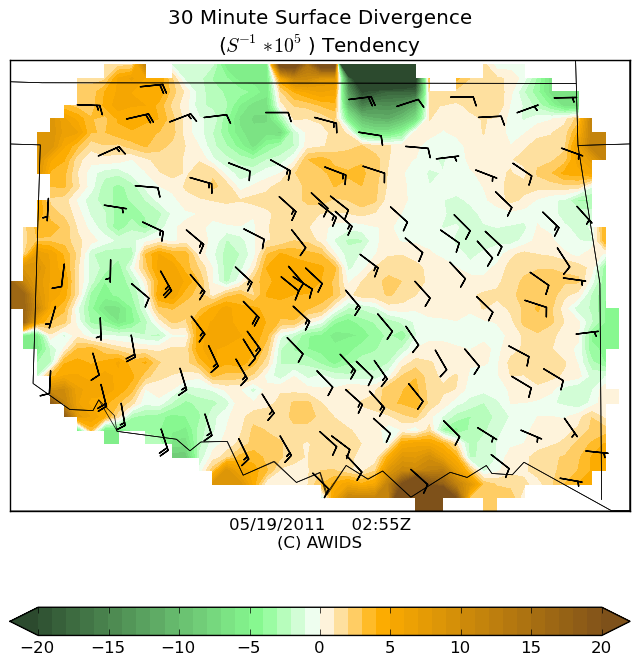 30 Minute Surface Divergence
(S⁻¹ * 10⁵ ) Tendency
05/19/2011 02:55Z
(C) AWIDS
−20 −15 −10 −5 0 5 10 15 20